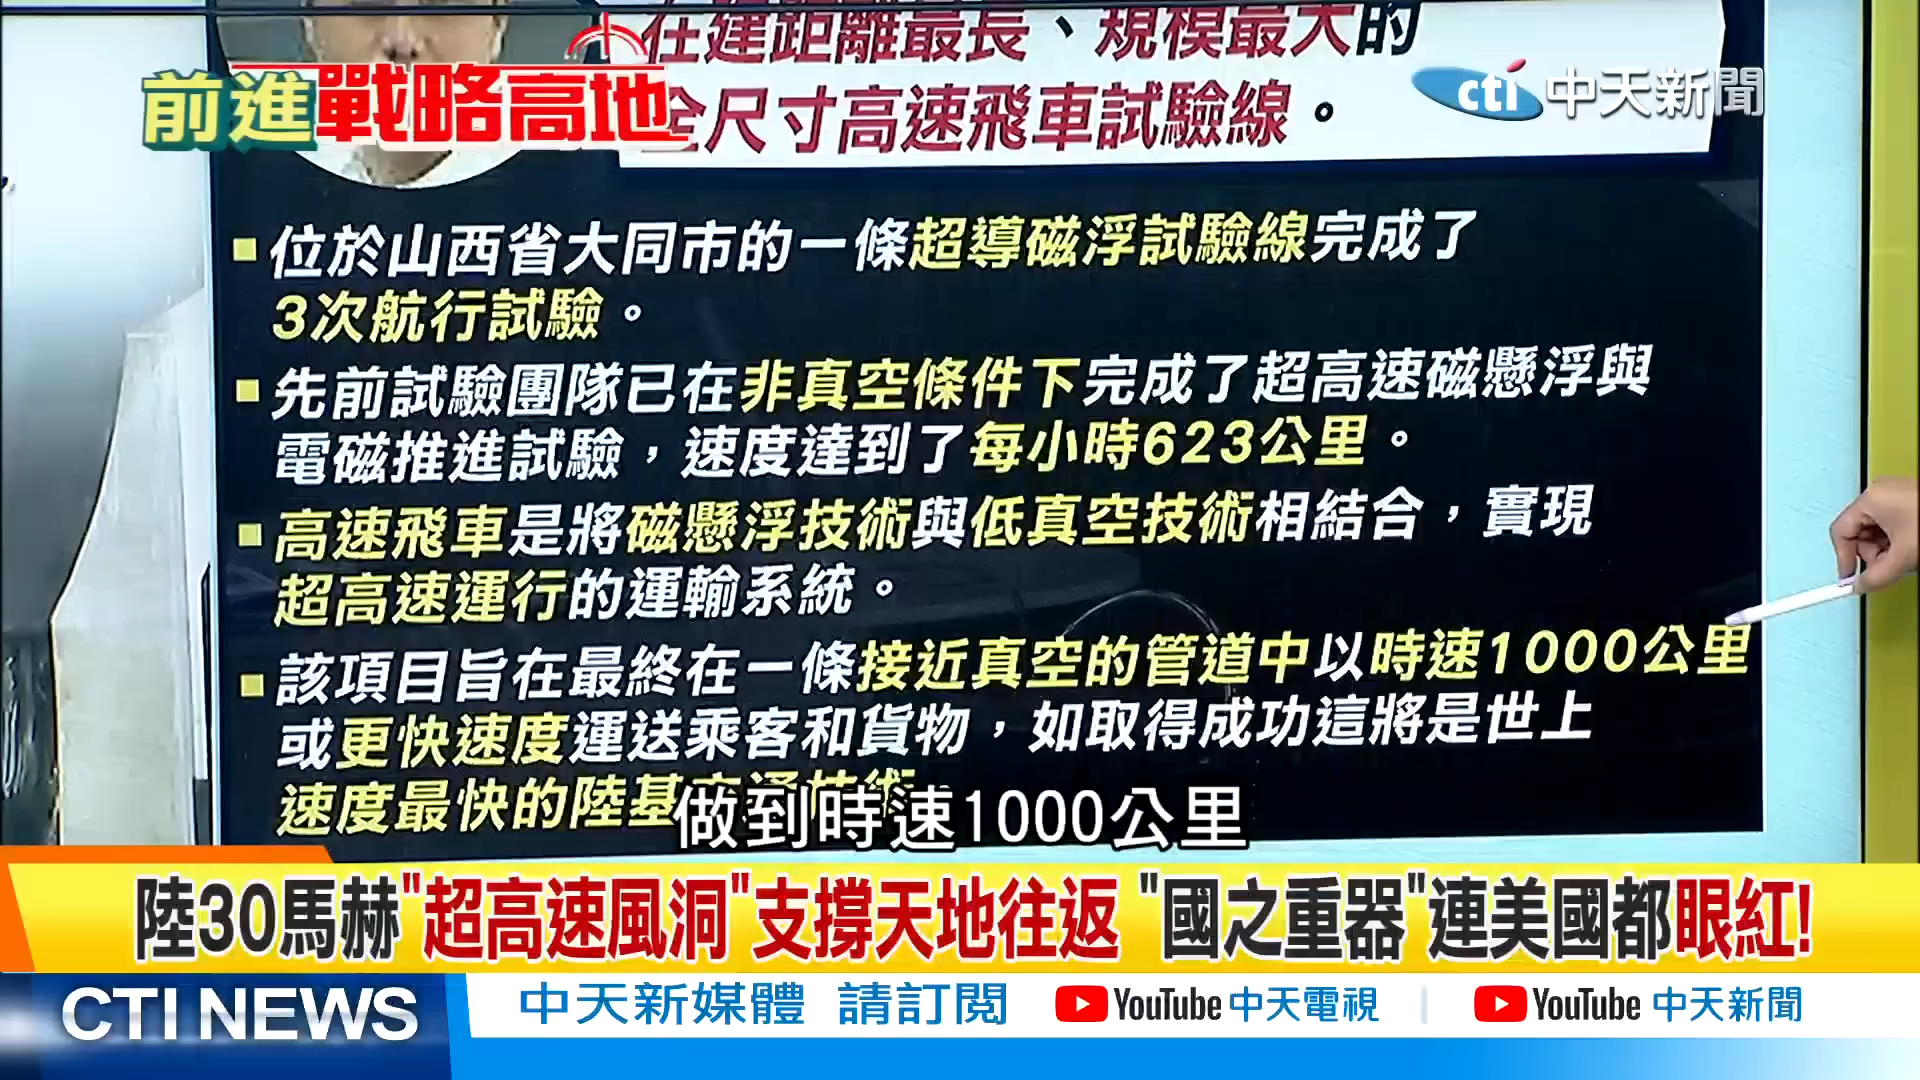 在建距離最長、規模最大的
前進戰略高地
全尺寸高速飛車試驗線。
cti 中天新聞
▪位於山西省大同市的一條超導磁浮試驗線完成了
3次航行試驗。
▪先前試驗團隊已在非真空條件下完成了超高速磁懸浮與
電磁推進試驗，速度達到了每小時623公里。
▪高速飛車是將磁懸浮技術與低真空技術相結合，實現
超高速運行的運輸系統。
▪該項目旨在最終在一條接近真空的管道中以時速1000公里
或更快速度運送乘客和貨物，如取得成功這將是世上
速度最快的陸基交通技術。
做到時速1000公里
陸30馬赫"超高速風洞"支撐天地往返 "國之重器"連美國都眼紅!
CTI NEWS
中天新媒體 請訂閱 YouTube 中天電視 | YouTube 中天新聞